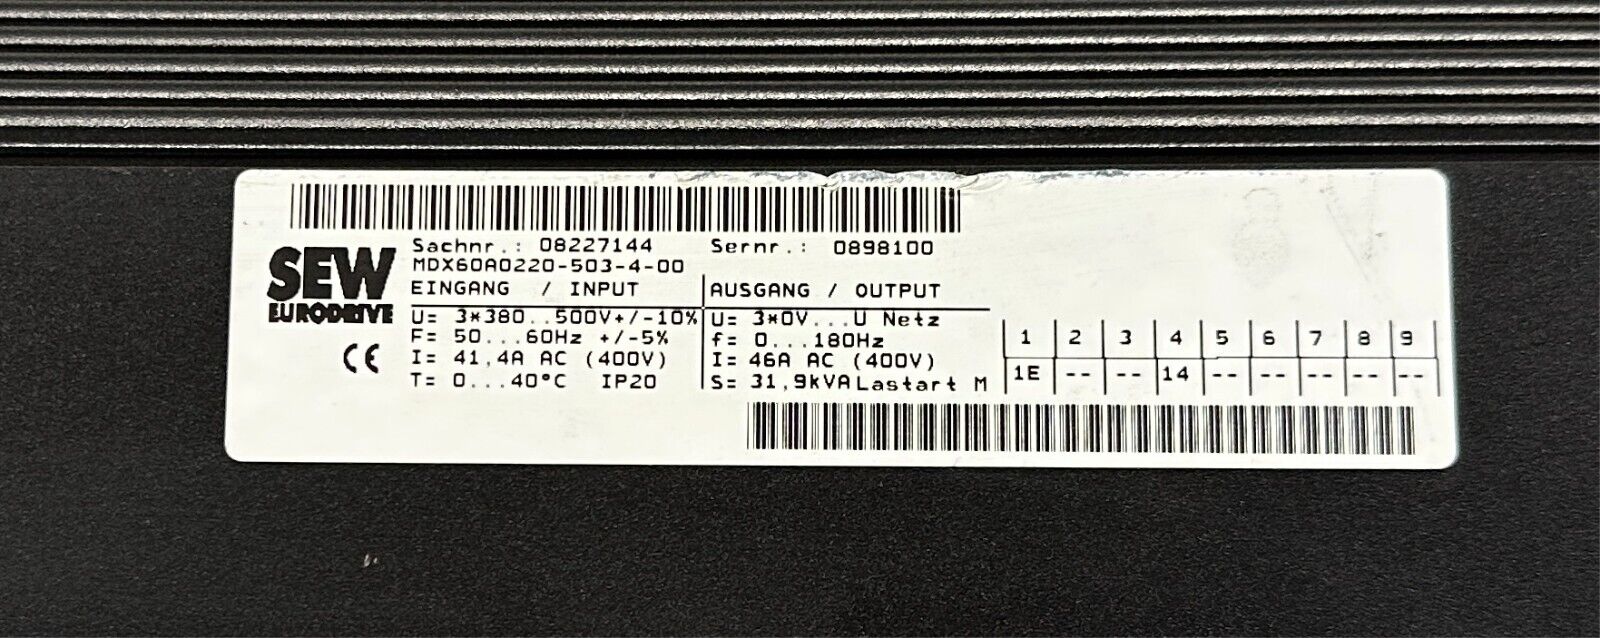 Sachnr.: 08227144 Sernr.: 0898100
SEW
EURODRIVE
CE
MDX60A0220-503-4-00
EINGANG / INPUT
U= 3*380..500V+/-10%
F= 50...60Hz +/-5%
I= 41,4A AC (400V)
T= 0...40°C IP20
AUSGANG / OUTPUT
U= 3*0V...U Netz
f= 0...180Hz
I= 46A AC (400V)
S= 31,9kVA Lastart M
1 2 3 4 5 6 7 8 9
1E -- -- 14 -- -- -- -- --